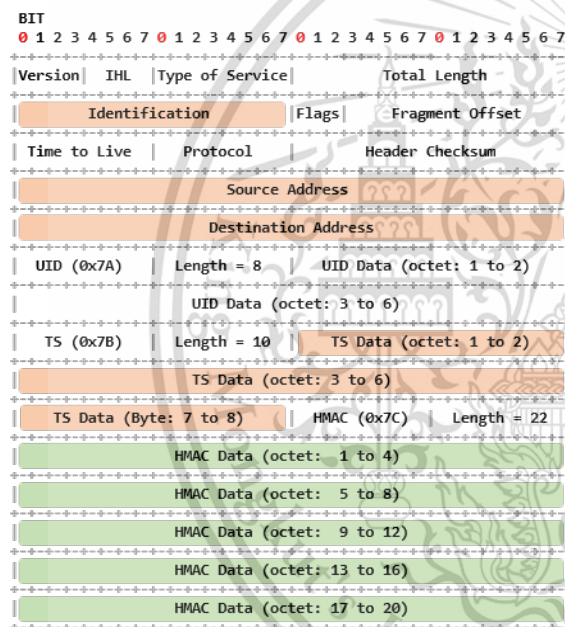 BIT
0 1 2 3 4 5 6 7 0 1 2 3 4 5 6 7 0 1 2 3 4 5 6 7 0 1 2 3 4 5 6 7
|Version| IHL |Type of Service| Total Length
| Identification |Flags| Fragment Offset
| Time to Live | Protocol | Header Checksum
| Source Address
| Destination Address
| UID (0x7A) | Length = 8 | UID Data (octet: 1 to 2)
| UID Data (octet: 3 to 6)
| TS (0x7B) | Length = 10 | TS Data (octet: 1 to 2)
| TS Data (octet: 3 to 6)
| TS Data (Byte: 7 to 8) | HMAC (0x7C) | Length = 22
| HMAC Data (octet: 1 to 4)
| HMAC Data (octet: 5 to 8)
| HMAC Data (octet: 9 to 12)
| HMAC Data (octet: 13 to 16)
| HMAC Data (octet: 17 to 20)